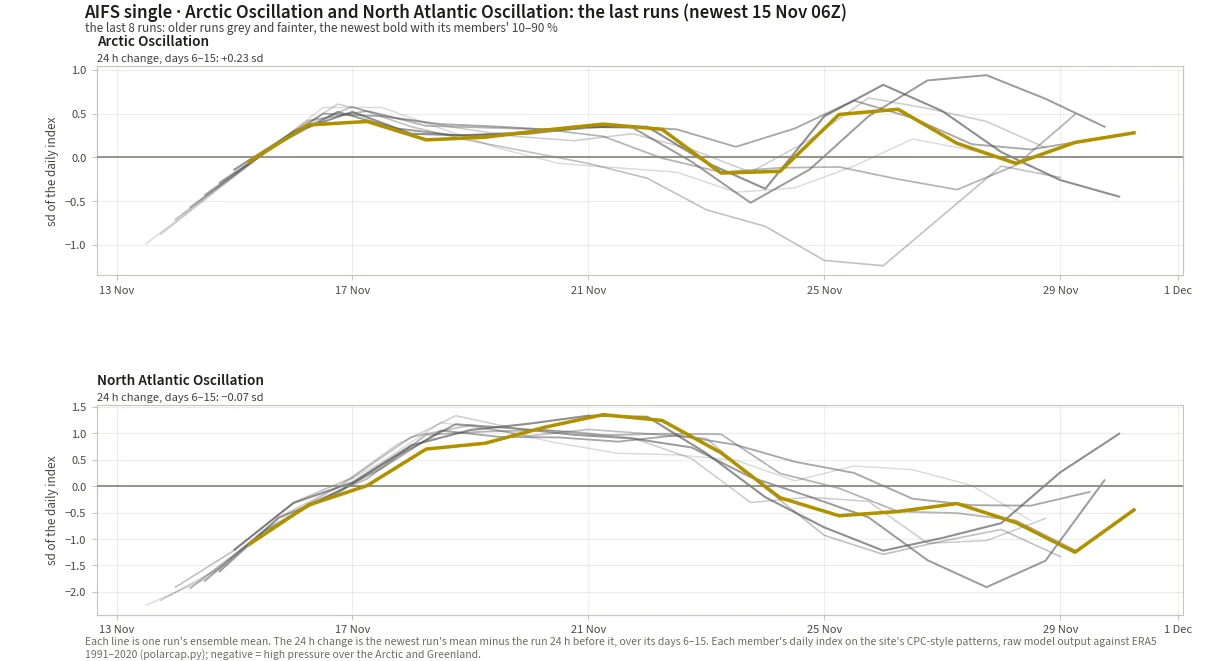 AIFS single · Arctic Oscillation and North Atlantic Oscillation: the last runs (newest 15 Nov 06Z)
the last 8 runs: older runs grey and fainter, the newest bold with its members' 10–90 %
Arctic Oscillation
24 h change, days 6–15: +0.23 sd
sd of the daily index
1.0
0.5
0.0
−0.5
−1.0
13 Nov 17 Nov 21 Nov 25 Nov 29 Nov 1 Dec
North Atlantic Oscillation
24 h change, days 6–15: −0.07 sd
sd of the daily index
1.5
1.0
0.5
0.0
−0.5
−1.0
−1.5
−2.0
13 Nov 17 Nov 21 Nov 25 Nov 29 Nov 1 Dec
Each line is one run's ensemble mean. The 24 h change is the newest run's mean minus the run 24 h before it, over its days 6–15. Each member's daily index on the site's CPC-style patterns, raw model output against ERA5
1991–2020 (polarcap.py); negative = high pressure over the Arctic and Greenland.